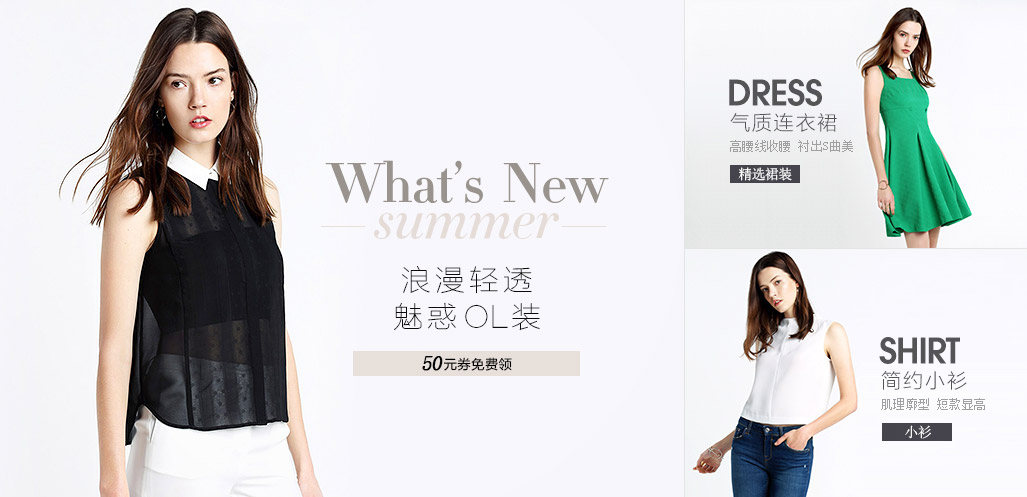 What's New
summer
浪漫轻透
魅惑OL装
50元券免费领
DRESS
气质连衣裙
高腰线收腰 衬出S曲美
精选裙装
SHIRT
简约小衫
肌理廓型 短款显高
小衫